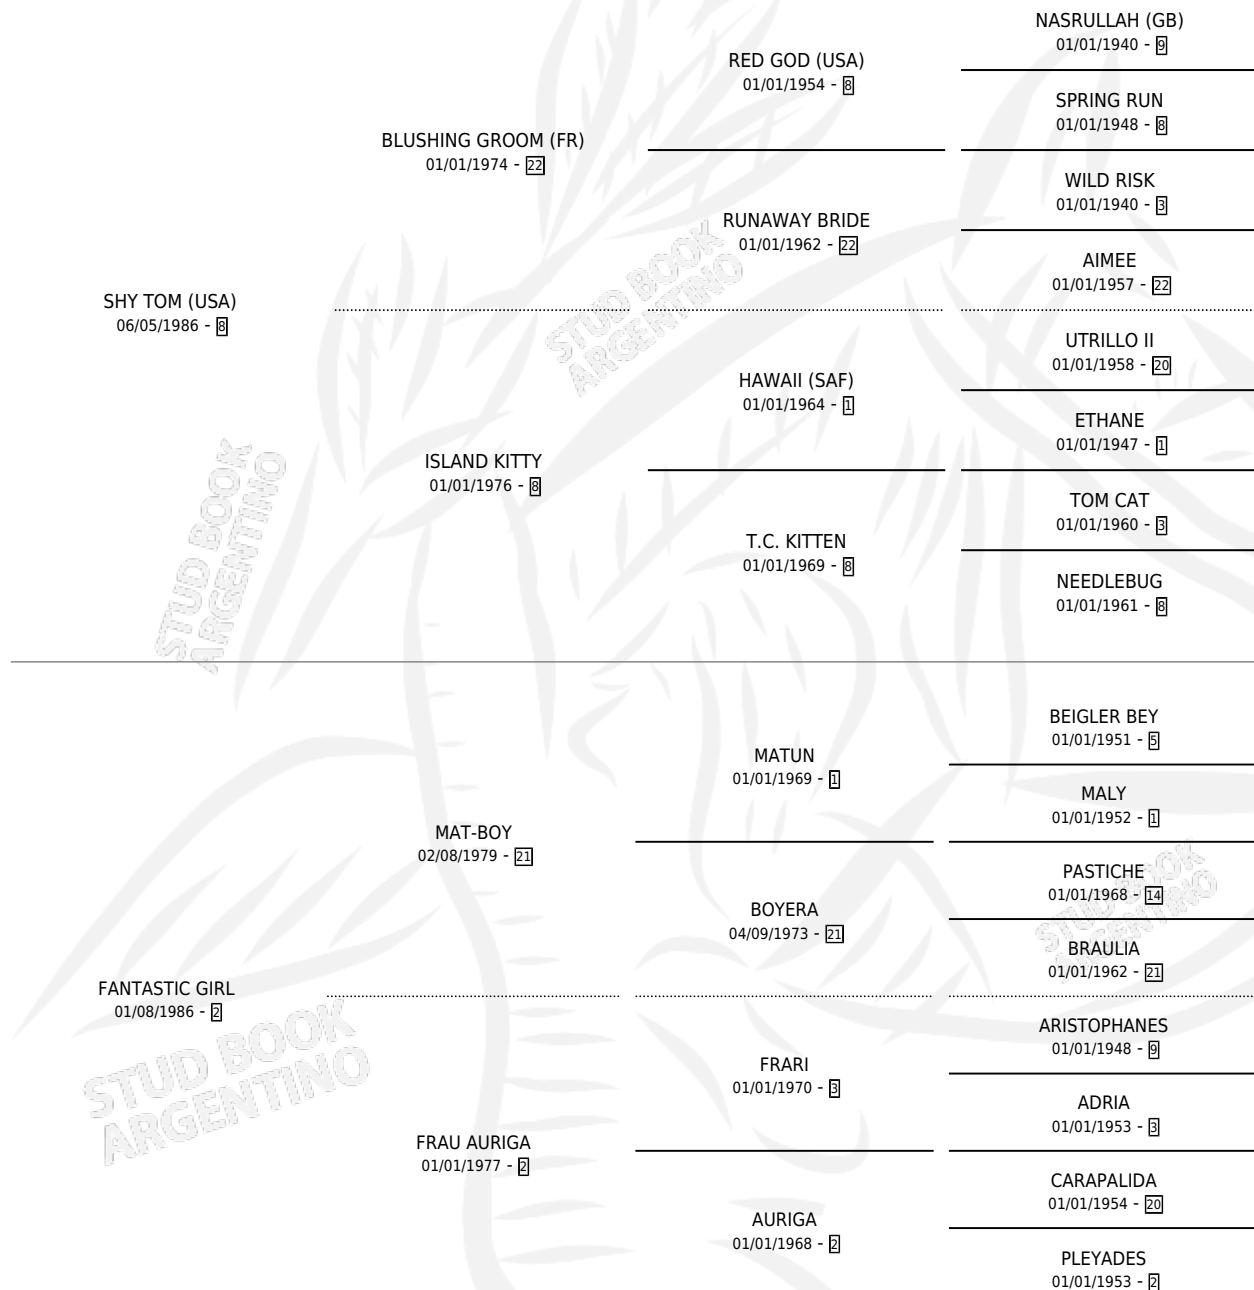 NASRULLAH (GB)
01/01/1940 - 9
RED GOD (USA)
01/01/1954 - 8
SPRING RUN
01/01/1948 - 8
BLUSHING GROOM (FR)
01/01/1974 - 22
WILD RISK
01/01/1940 - 3
RUNAWAY BRIDE
01/01/1962 - 22
AIMEE
01/01/1957 - 22
SHY TOM (USA)
06/05/1986 - 8
UTRILLO II
01/01/1958 - 20
HAWAII (SAF)
01/01/1964 - 1
ETHANE
01/01/1947 - 1
ISLAND KITTY
01/01/1976 - 8
TOM CAT
01/01/1960 - 3
T.C. KITTEN
01/01/1969 - 8
NEEDLEBUG
01/01/1961 - 8
BEIGLER BEY
01/01/1951 - 5
MATUN
01/01/1969 - 1
MALY
01/01/1952 - 1
MAT-BOY
02/08/1979 - 21
PASTICHE
01/01/1968 - 14
BOYERA
04/09/1973 - 21
BRAULIA
01/01/1962 - 21
FANTASTIC GIRL
01/08/1986 - 2
ARISTOPHANES
01/01/1948 - 9
FRARI
01/01/1970 - 3
ADRIA
01/01/1953 - 3
FRAU AURIGA
01/01/1977 - 2
CARAPALIDA
01/01/1954 - 20
AURIGA
01/01/1968 - 2
PLEYADES
01/01/1953 - 2
STUD BOOK
ARGENTINO
STUD BOOK
ARGENTINO
STUD BOOK
ARGENTINO
STUD BOOK
ARGENTINO